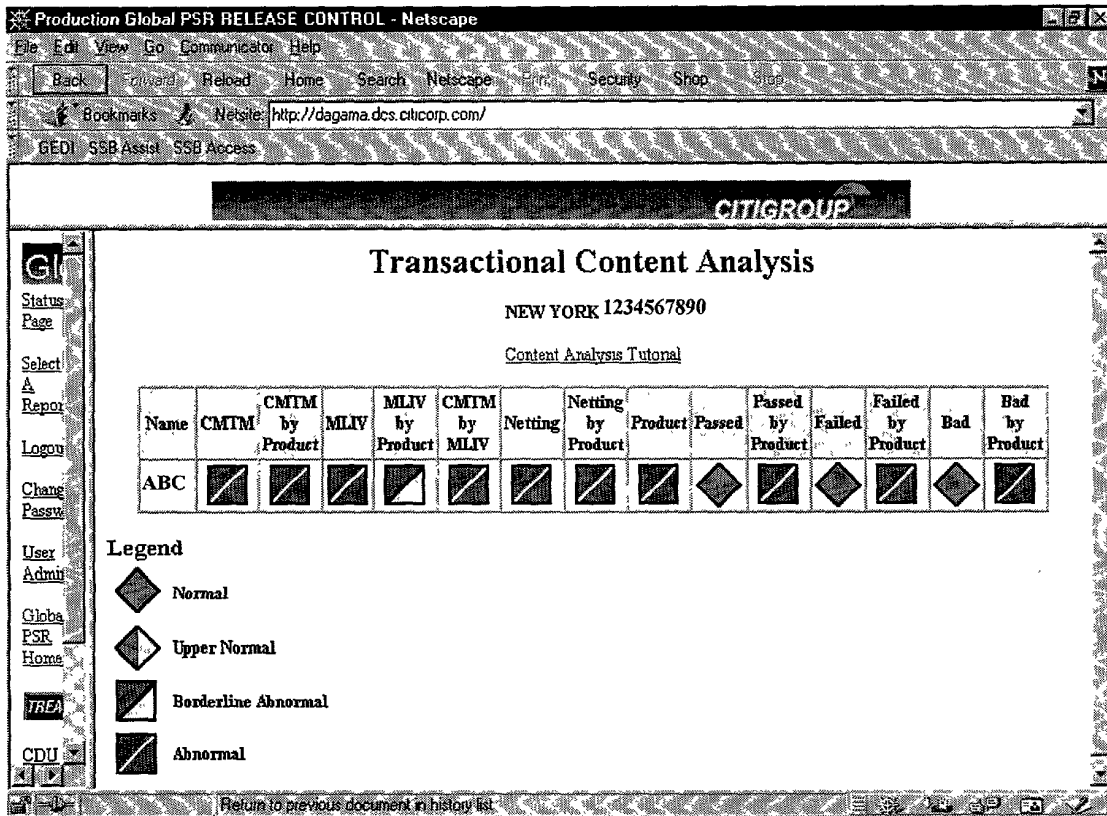 Production Global PSR RELEASE CONTROL - Netscape
File Edit View Go Communicator Help
Back Forward Reload Home Search Netscape Print Security Shop Stop
Bookmarks Netsite: http://dagama.dcs.citicorp.com/
GEDI SSB Assist SSB Access
CITIGROUP
Gl
Status
Page
Select
A
Repor
Logou
Chang
Passw
User
Admi
Globa
PSR
Home
TREA
CDU
Transactional Content Analysis
NEW YORK 1234567890
Content Analysis Tutorial
Name CMTM CMTM by Product MLIV MLIV by Product CMTM by MLIV Netting Netting by Product Product Passed Passed by Product Failed Failed by Product Bad Bad by Product
ABC
Legend
Normal
Upper Normal
Borderline Abnormal
Abnormal
Return to previous document in history list